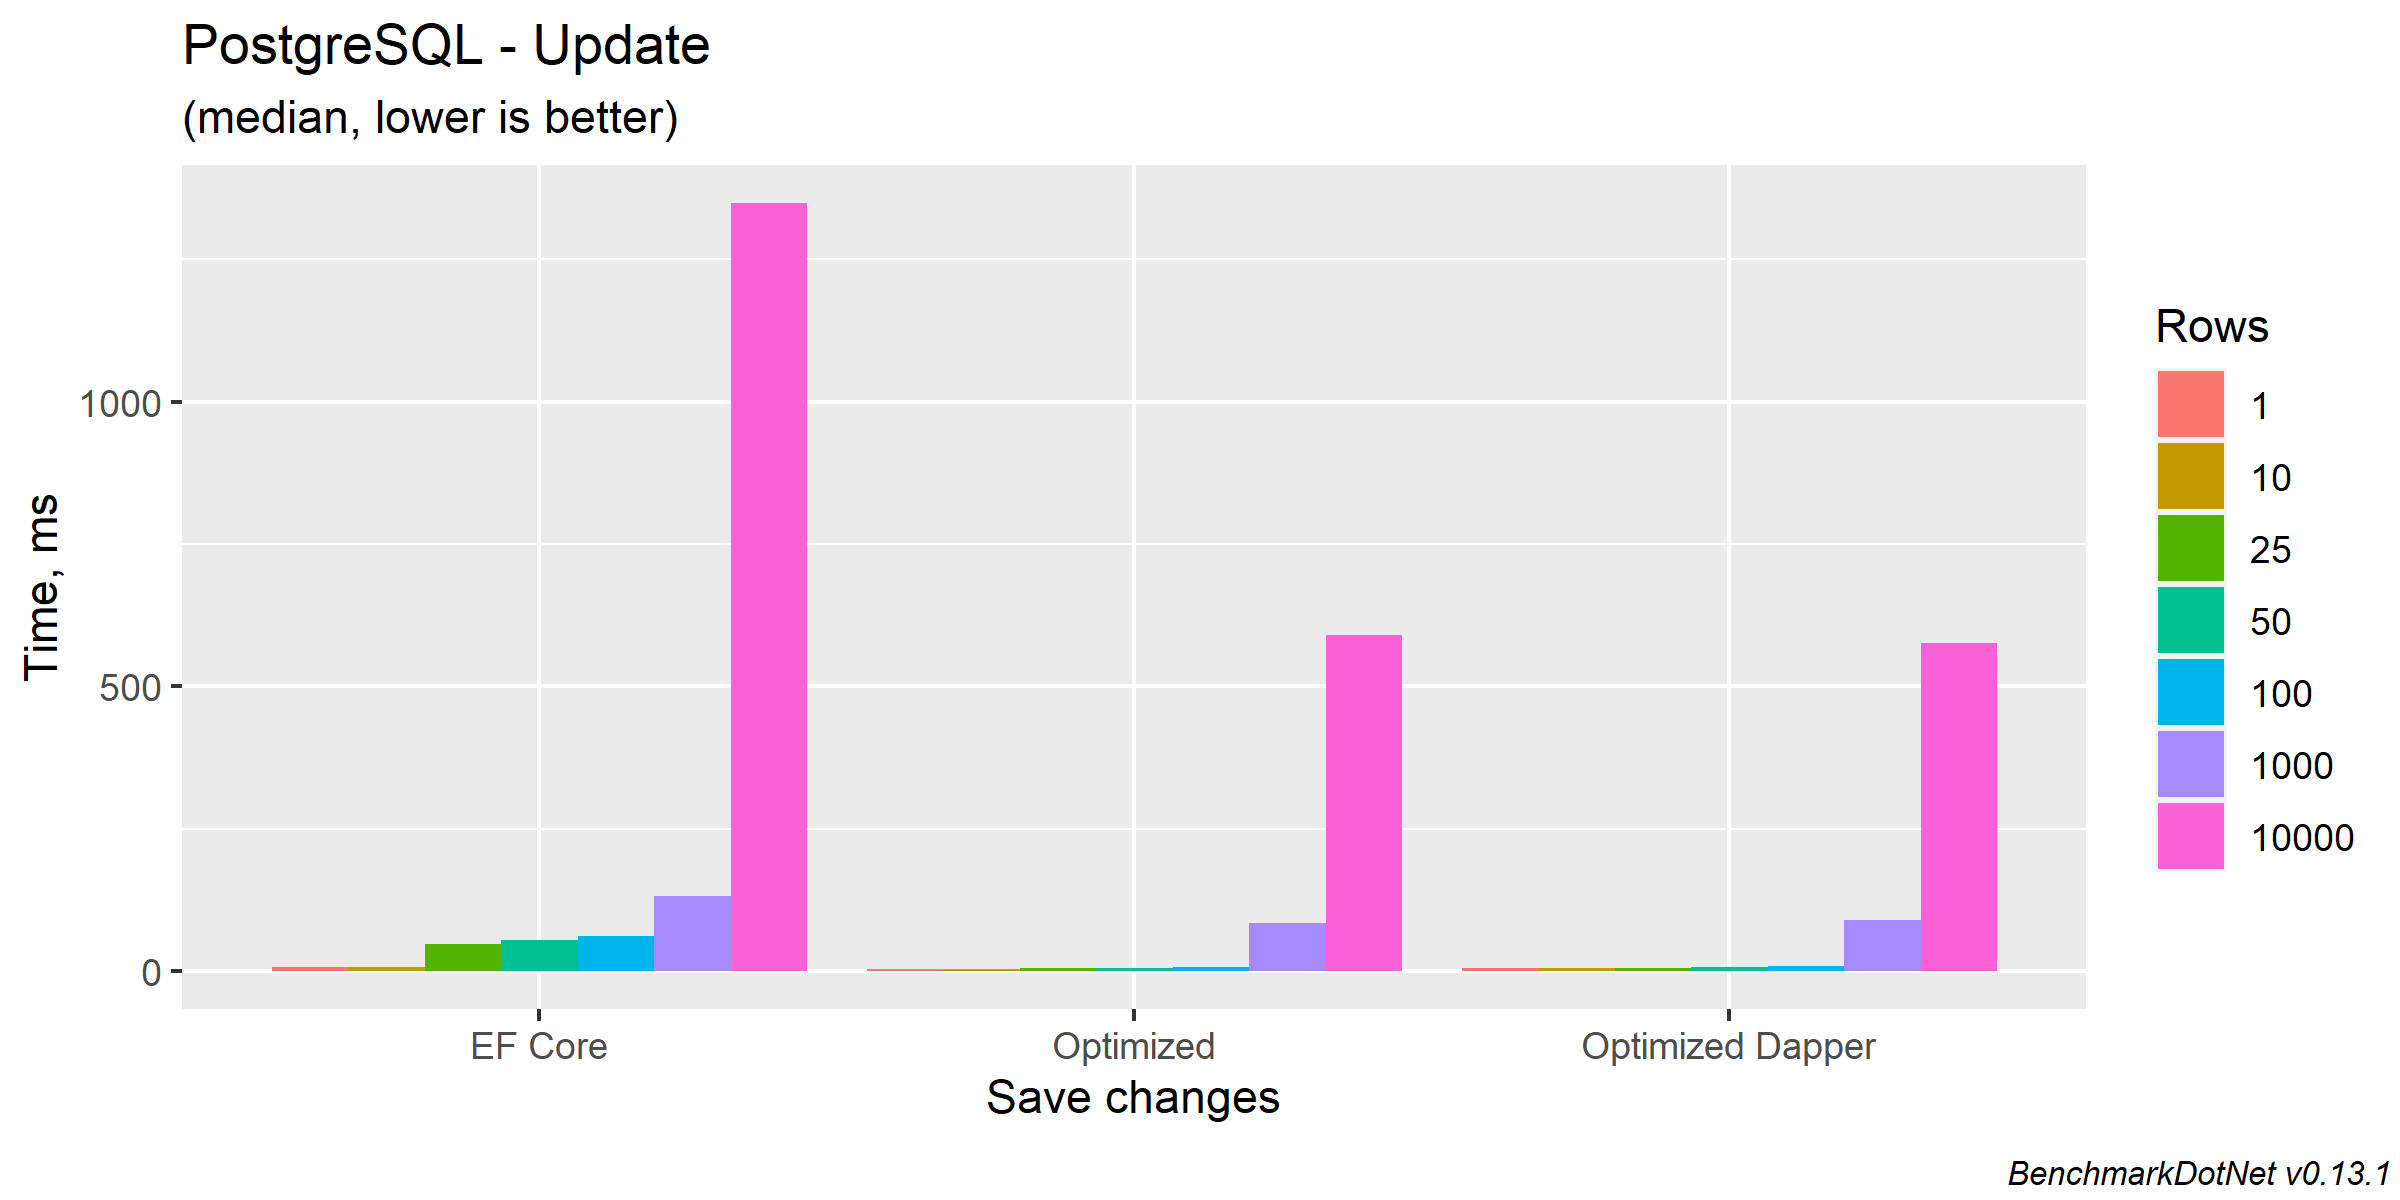 PostgreSQL - Update
(median, lower is better)
Time, ms
1000
500
0
EF Core
Optimized
Optimized Dapper
Save changes
Rows
1
10
25
50
100
1000
10000
BenchmarkDotNet v0.13.1